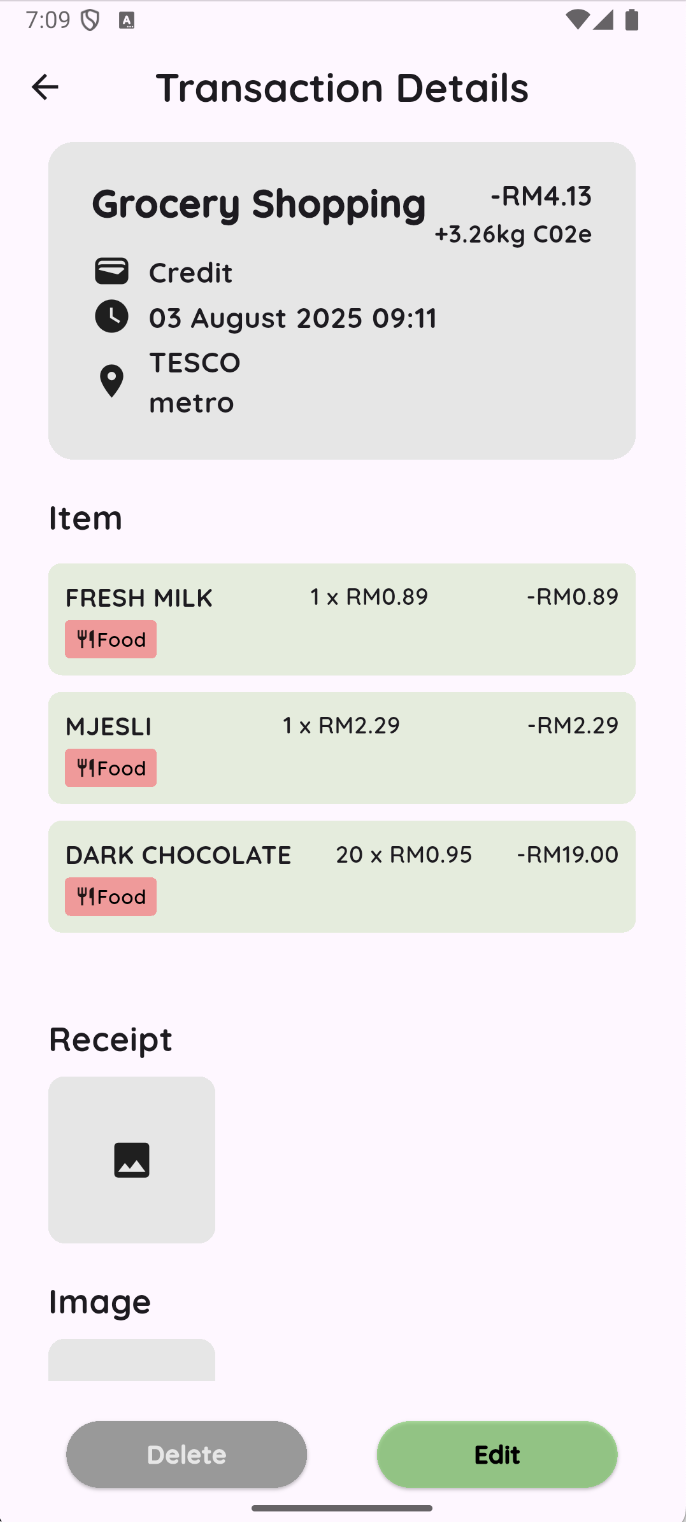 7:09
A
Transaction Details
Grocery Shopping
-RM4.13
+3.26kg C02e
Credit
03 August 2025 09:11
TESCO
metro
Item
FRESH MILK 1 x RM0.89 -RM0.89
Food
MJESLI 1 x RM2.29 -RM2.29
Food
DARK CHOCOLATE 20 x RM0.95 -RM19.00
Food
Receipt
Image
Delete Edit